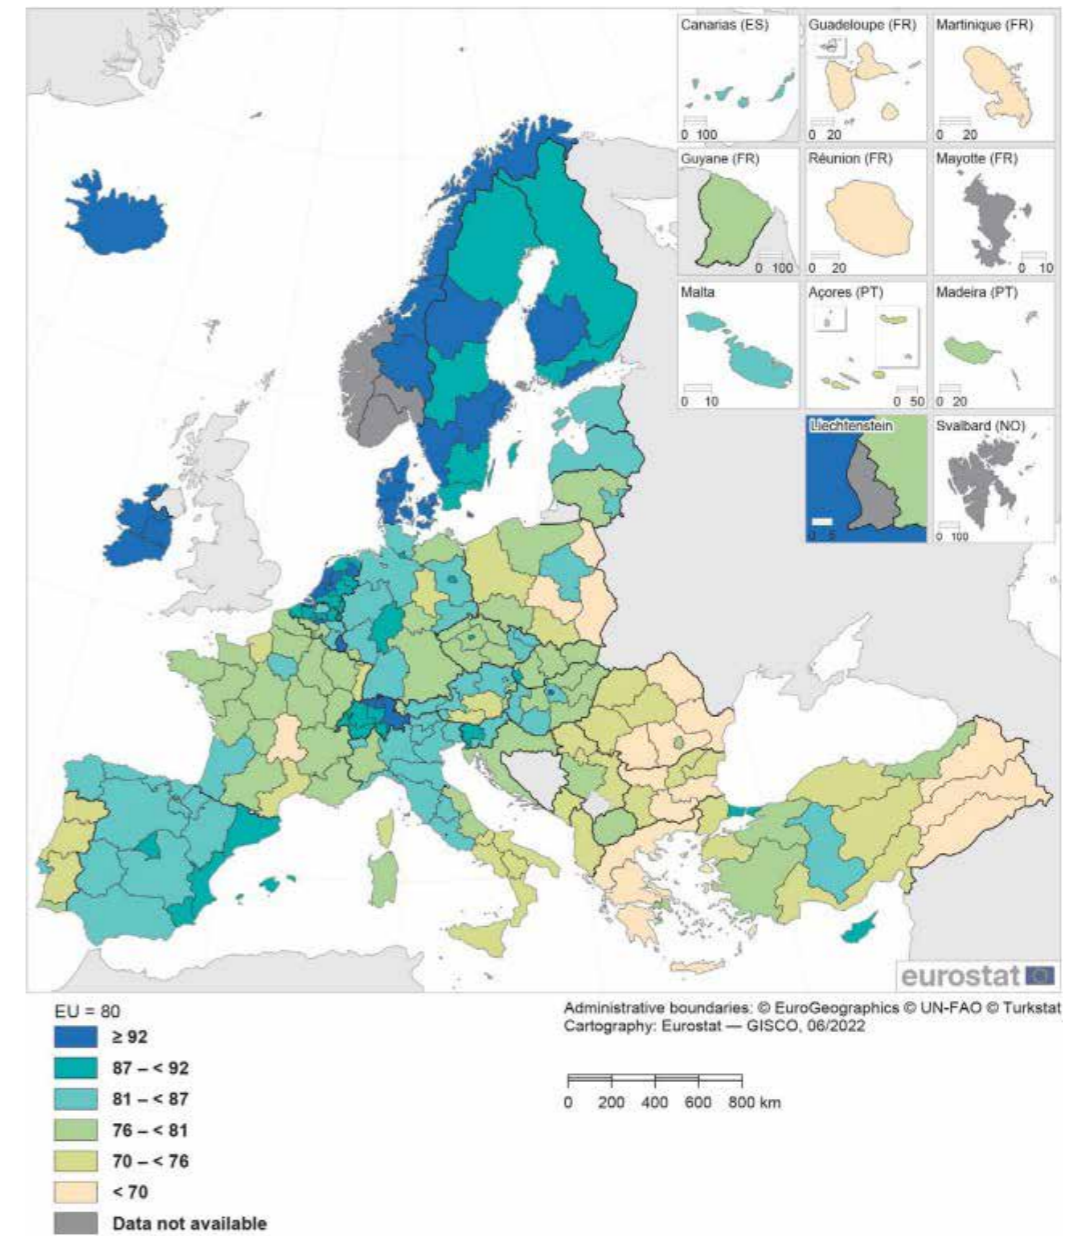 Canarias (ES)
0 100
Guadeloupe (FR)
0 20
Martinique (FR)
0 20
Guyane (FR)
0 100
Réunion (FR)
0 20
Mayotte (FR)
0 10
Malta
0 10
Açores (PT)
0 50
Madeira (PT)
0 20
Liechtenstein
Svalbard (NO)
0 100
eurostat
EU = 80
≥ 92
87 – < 92
81 – < 87
76 – < 81
70 – < 76
< 70
Data not available
Administrative boundaries: © EuroGeographics © UN-FAO © Turkstat
Cartography: Eurostat — GISCO, 06/2022
0 200 400 600 800 km